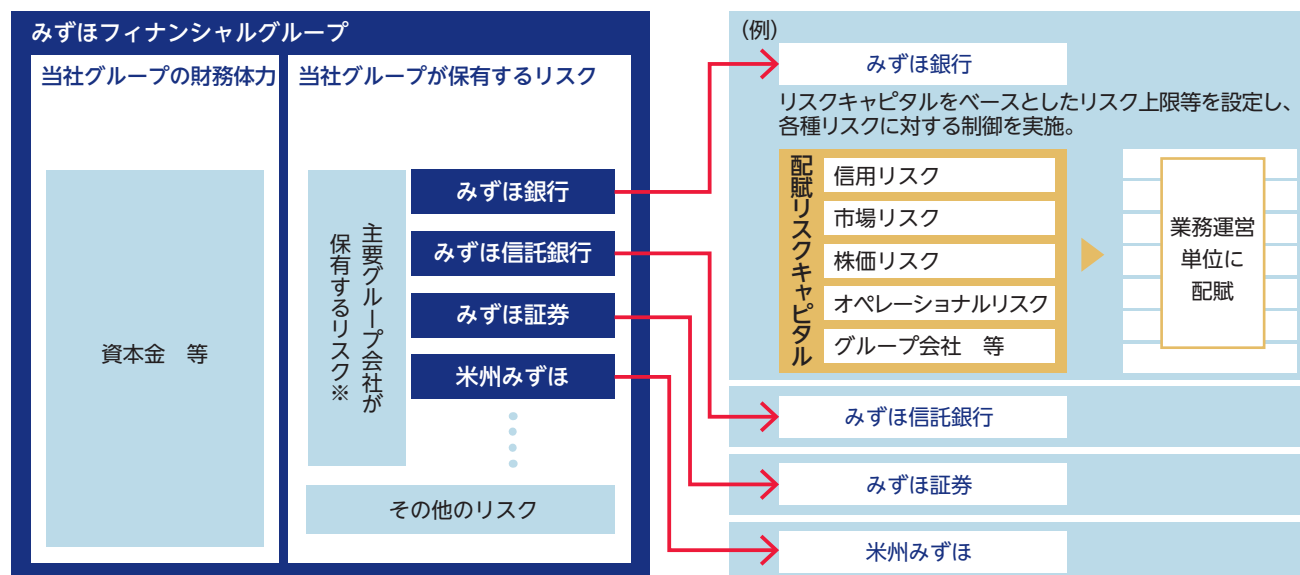 みずほフィナンシャルグループ
当社グループの財務体力
資本金　等
当社グループが保有するリスク
主要グループ会社が
保有するリスク※
みずほ銀行
みずほ信託銀行
みずほ証券
米州みずほ
その他のリスク
(例)
みずほ銀行
リスクキャピタルをベースとしたリスク上限等を設定し、
各種リスクに対する制御を実施。
配賦リスクキャピタル
信用リスク
市場リスク
株価リスク
オペレーショナルリスク
グループ会社　等
業務運営
単位に
配賦
みずほ信託銀行
みずほ証券
米州みずほ